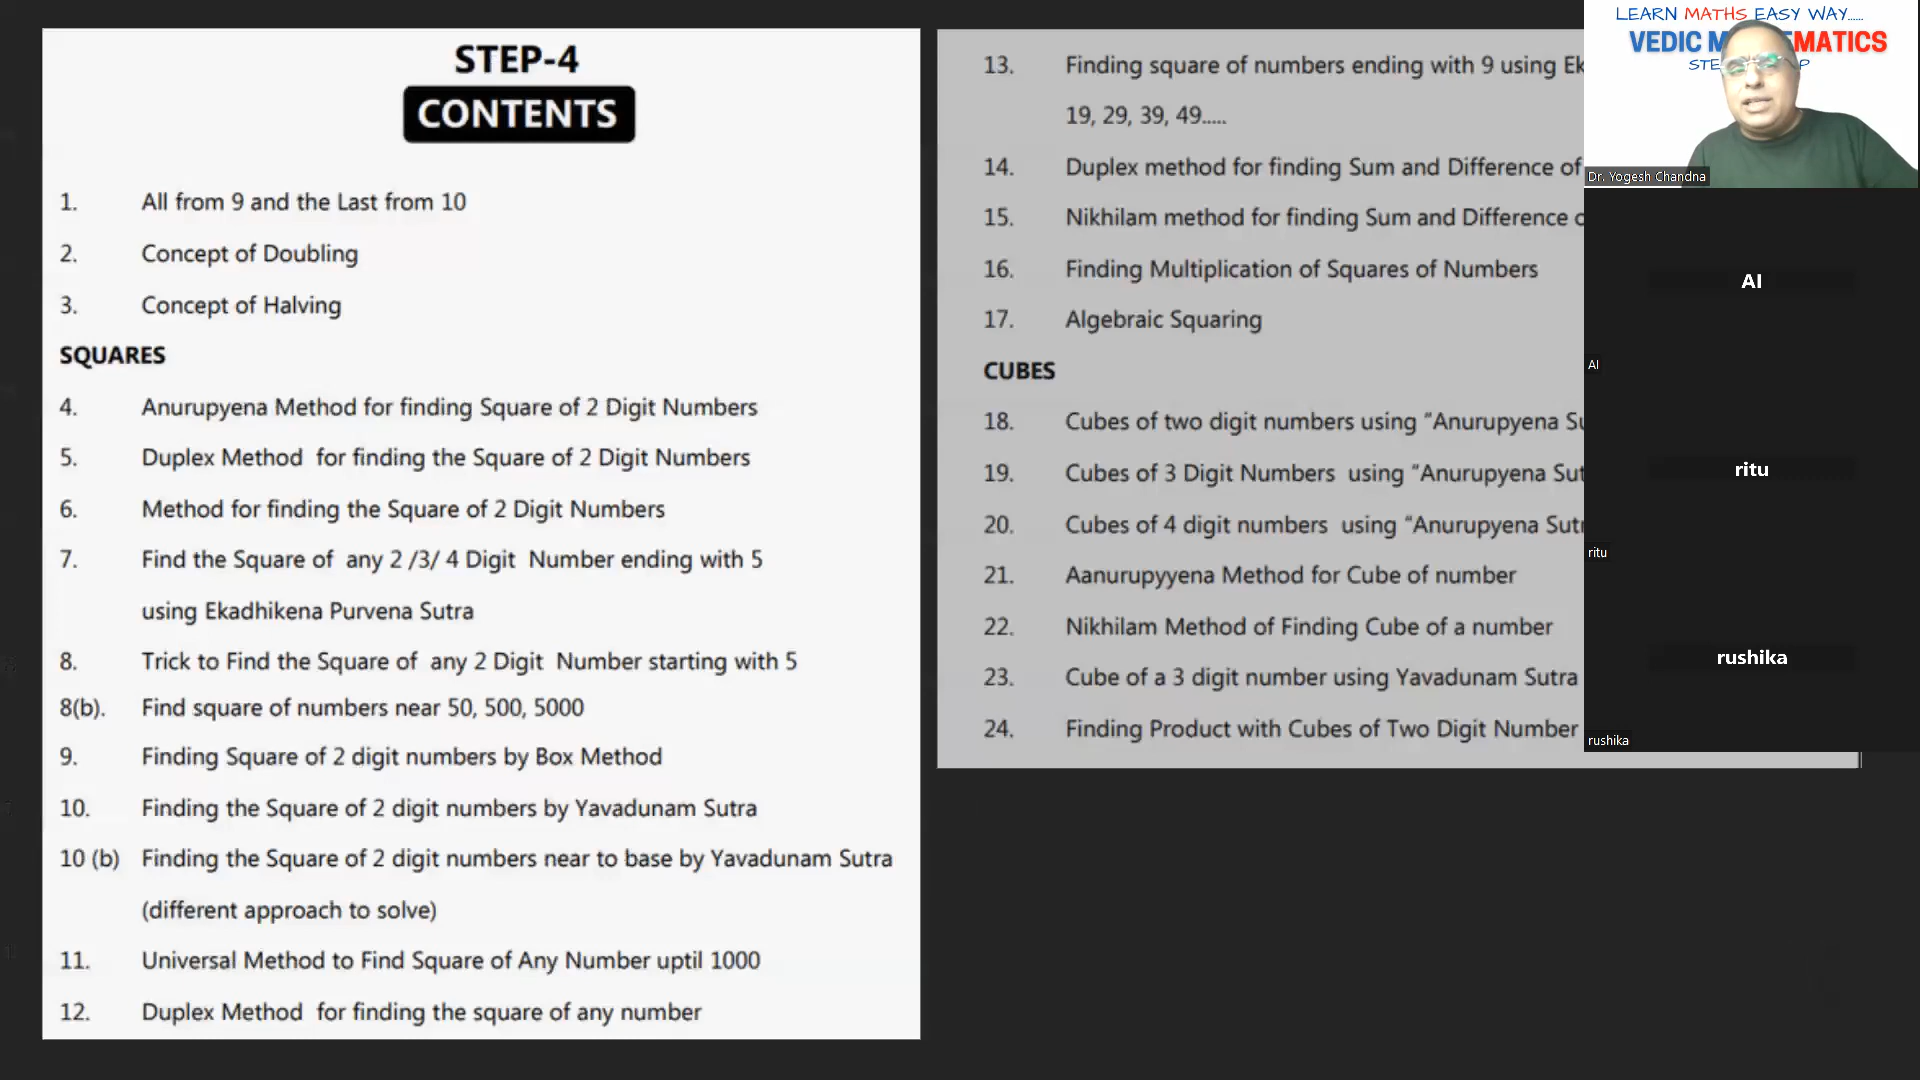 STEP-4
CONTENTS
1. All from 9 and the Last from 10
2. Concept of Doubling
3. Concept of Halving
SQUARES
4. Anurupyena Method for finding Square of 2 Digit Numbers
5. Duplex Method for finding the Square of 2 Digit Numbers
6. Method for finding the Square of 2 Digit Numbers
7. Find the Square of any 2 /3/ 4 Digit Number ending with 5
using Ekadhikena Purvena Sutra
8. Trick to Find the Square of any 2 Digit Number starting with 5
8(b). Find square of numbers near 50, 500, 5000
9. Finding Square of 2 digit numbers by Box Method
10. Finding the Square of 2 digit numbers by Yavadunam Sutra
10 (b) Finding the Square of 2 digit numbers near to base by Yavadunam Sutra
(different approach to solve)
11. Universal Method to Find Square of Any Number uptil 1000
12. Duplex Method for finding the square of any number
13. Finding square of numbers ending with 9 using
19, 29, 39, 49.....
14. Duplex method for finding Sum and Difference of
15. Nikhilam method for finding Sum and Difference
16. Finding Multiplication of Squares of Numbers
17. Algebraic Squaring
CUBES
18. Cubes of two digit numbers using “Anurupyena
19. Cubes of 3 Digit Numbers using “Anurupyena
20. Cubes of 4 digit numbers using “Anurupyena
21. Aanurupyyena Method for Cube of number
22. Nikhilam Method of Finding Cube of a number
23. Cube of a 3 digit number using Yavadunam Sutra
24. Finding Product with Cubes of Two Digit Number
LEARN MATHS EASY WAY......
VEDIC
Dr. Yogesh Chandna
AI
AI
ritu
ritu
rushika
rushika